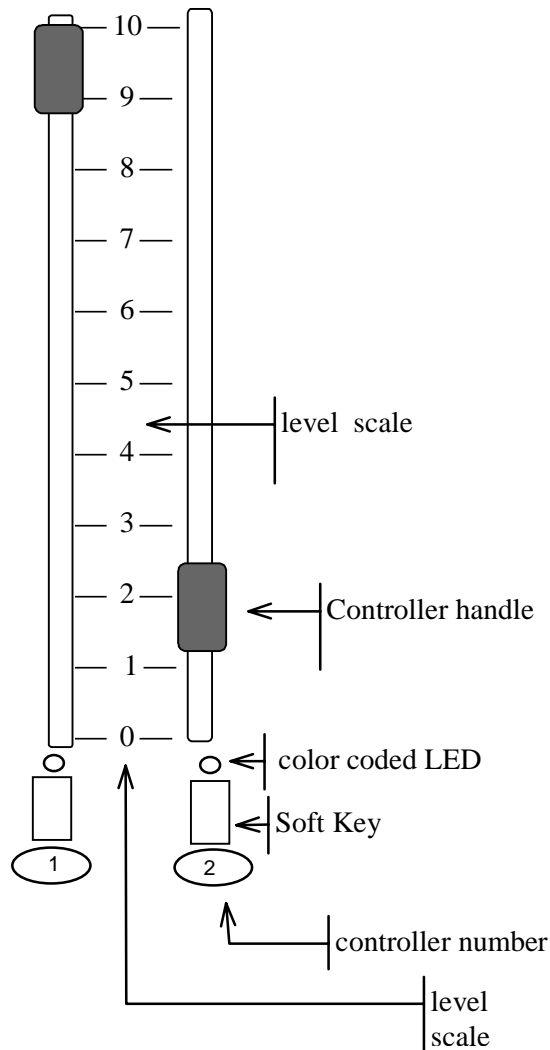 10
9
8
7
6
5
level scale
4
3
2
Controller handle
1
0
color coded LED
Soft Key
1
2
controller number
level
scale